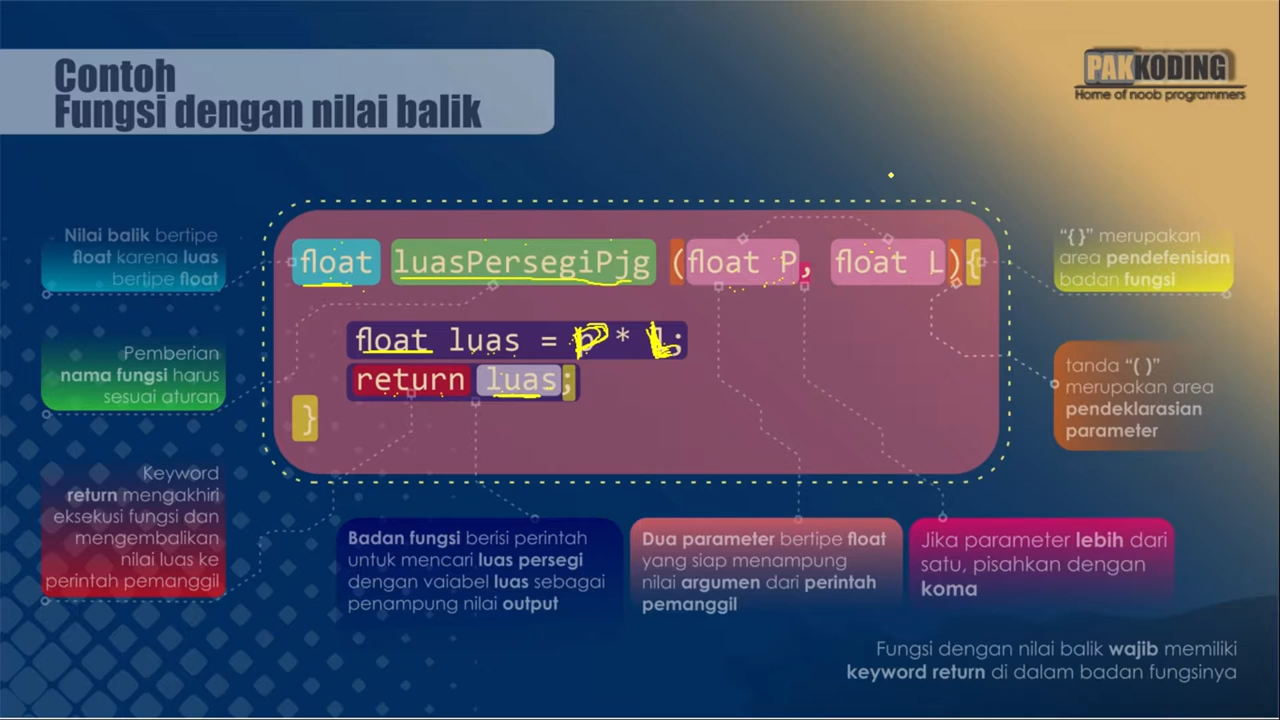 Contoh
Fungsi dengan nilai balik
PAKKODING
Home of noob programmers
Nilai balik bertipe
float karena luas
bertipe float
Pemberian
nama fungsi harus
sesuai aturan
Keyword
return mengakhiri
eksekusi fungsi dan
mengembalikan
nilai luas ke
perintah pemanggil
float luasPersegiPjg (float P, float L){
float luas = P * L;
return luas;
}
"{ }" merupakan
area pendefenisian
badan fungsi
tanda "( )"
merupakan area
pendeklarasian
parameter
Badan fungsi berisi perintah
untuk mencari luas persegi
dengan vaiabel luas sebagai
penampung nilai output
Dua parameter bertipe float
yang siap menampung
nilai argumen dari perintah
pemanggil
Jika parameter lebih dari
satu, pisahkan dengan
koma
Fungsi dengan nilai balik wajib memiliki
keyword return di dalam badan fungsinya